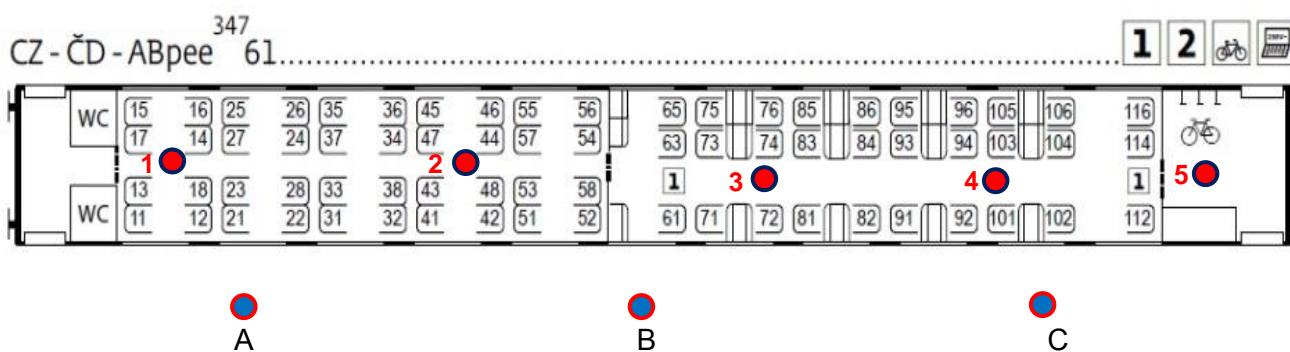 347
CZ - ČD - ABpee 61 1 2 230V~
WC 15 16 25 26 35 36 45 46 55 56 65 75 76 85 86 95 96 105 106 116
17 14 27 24 37 34 47 44 57 54 63 73 74 83 84 93 94 103 104 114
1 2 1 3 4 1 5
WC 13 18 23 28 33 38 43 48 53 58
11 12 21 22 31 32 41 42 51 52 61 71 72 81 82 91 92 101 102 112
A B C